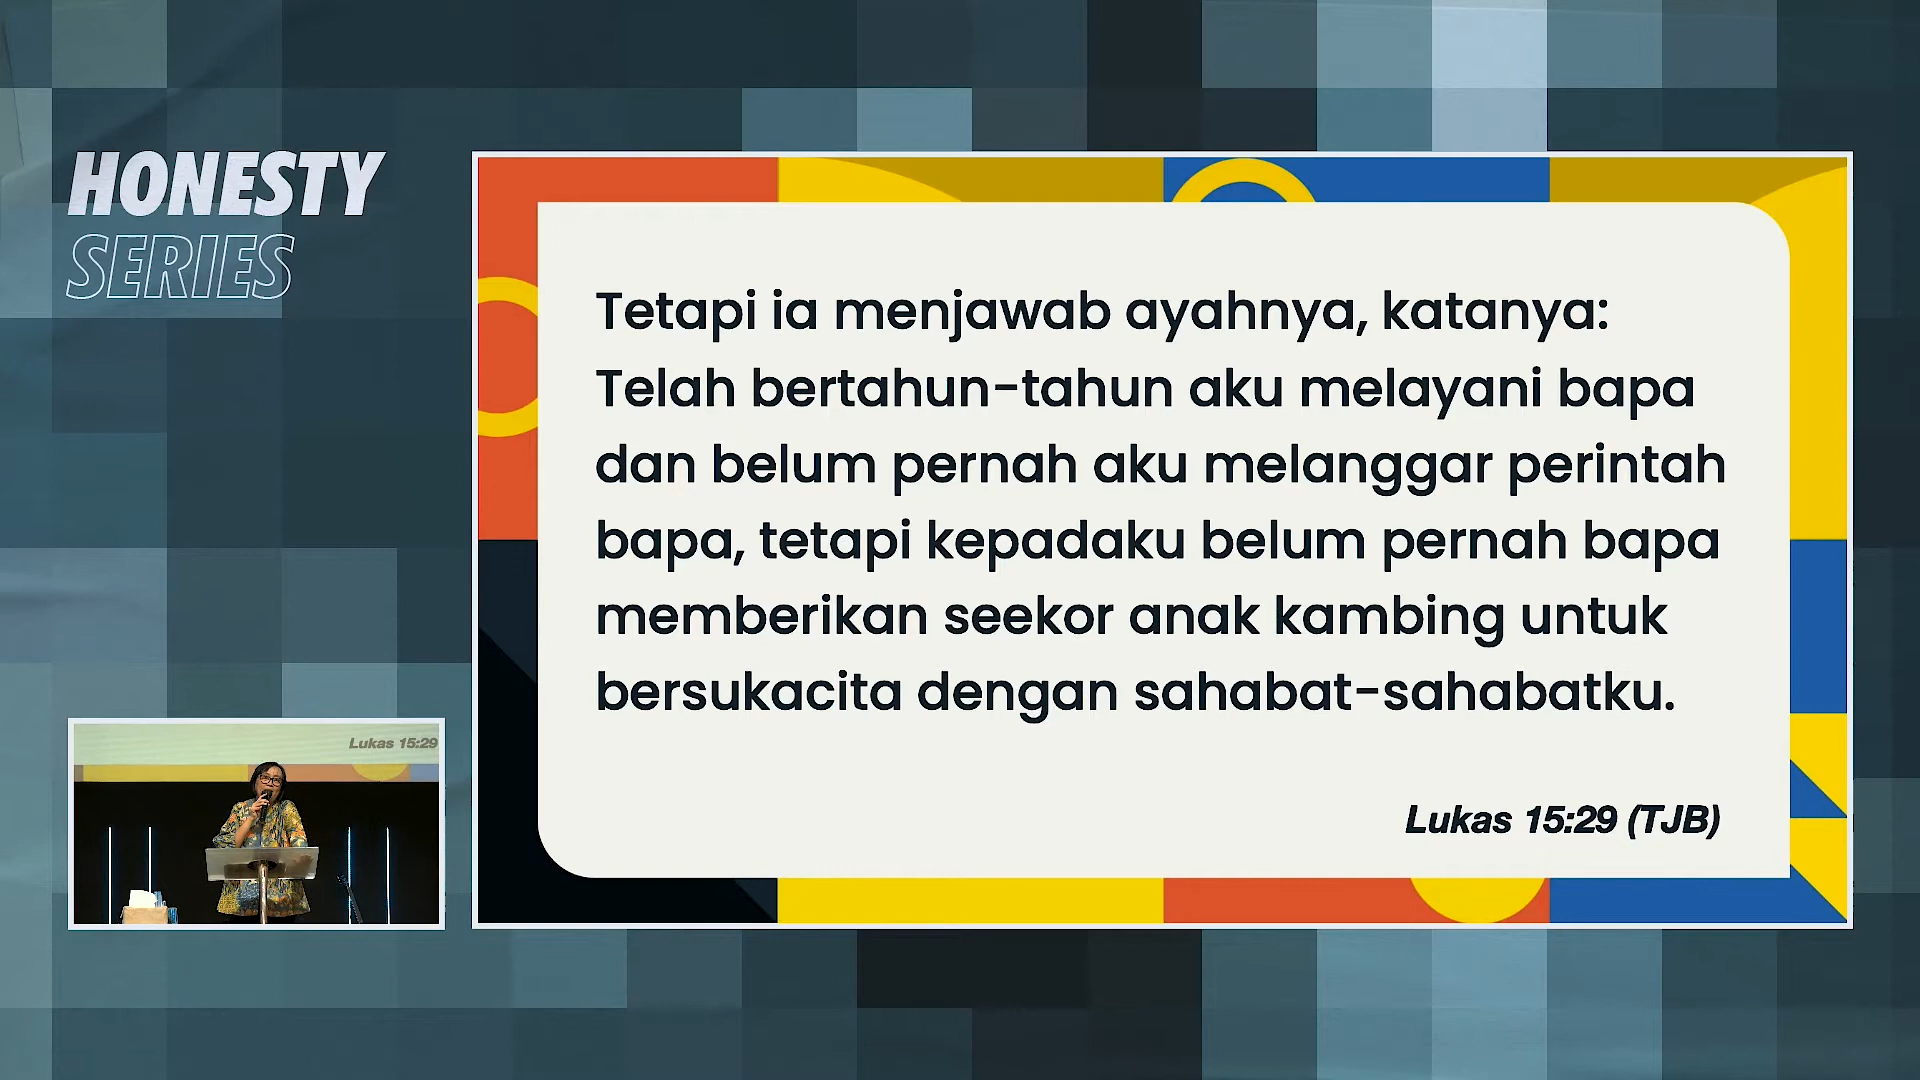 HONESTY
SERIES
Tetapi ia menjawab ayahnya, katanya:
Telah bertahun-tahun aku melayani bapa
dan belum pernah aku melanggar perintah
bapa, tetapi kepadaku belum pernah bapa
memberikan seekor anak kambing untuk
bersukacita dengan sahabat-sahabatku.
Lukas 15:29 (TJB)
Lukas 15:29